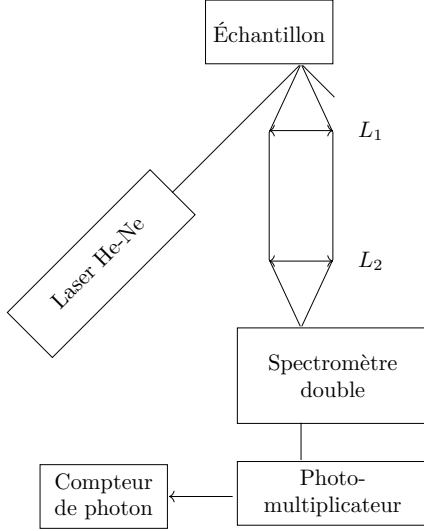 Échantillon
L₁
Laser He-Ne
L₂
Spectromètre
double
Compteur
de photon
Photo-
multiplicateur